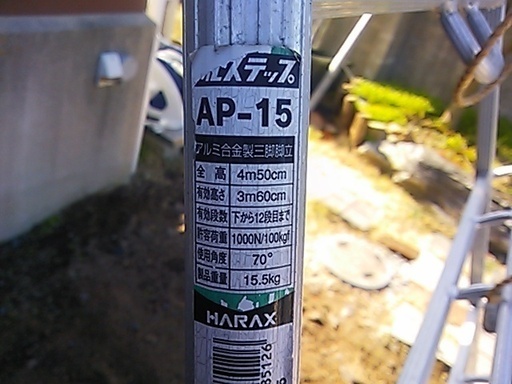 ステップ
AP-15
アルミ合金製三脚脚立
全高 4m50cm
有効高さ 3m60cm
有効段数 下から12段目まで
許容荷重 1000N/100kgf
使用角度 70°
製品重量 15.5kg
HARAX